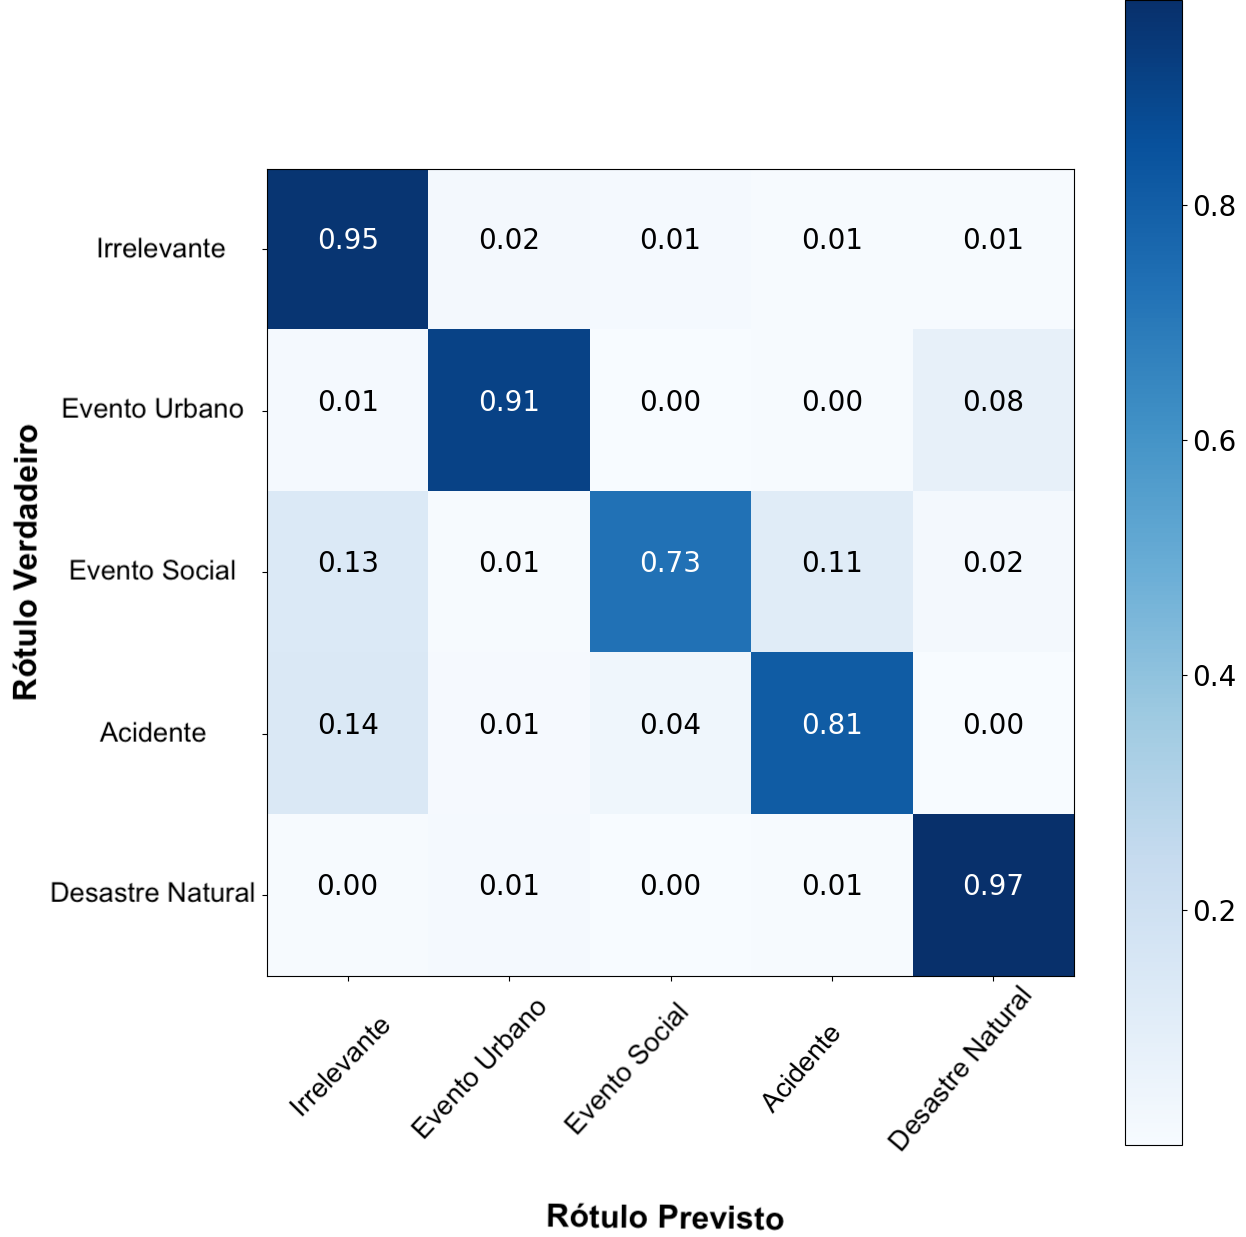 Rótulo Verdadeiro
Irrelevante 0.95 0.02 0.01 0.01 0.01
Evento Urbano 0.01 0.91 0.00 0.00 0.08
Evento Social 0.13 0.01 0.73 0.11 0.02
Acidente 0.14 0.01 0.04 0.81 0.00
Desastre Natural 0.00 0.01 0.00 0.01 0.97
Irrelevante Evento Urbano Evento Social Acidente Desastre Natural
Rótulo Previsto
0.8
0.6
0.4
0.2